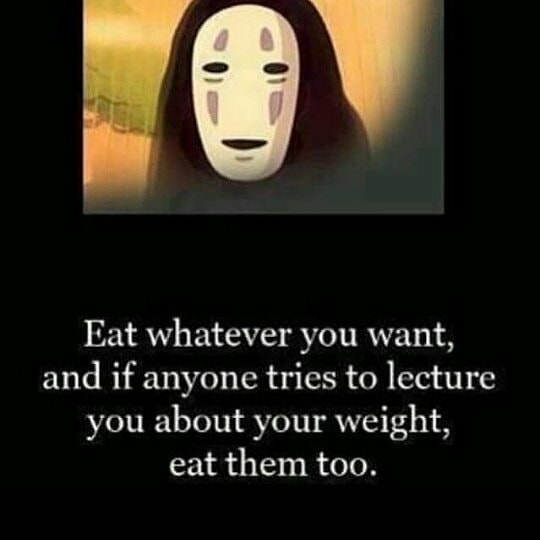 Eat whatever you want,
and if anyone tries to lecture
you about your weight,
eat them too.